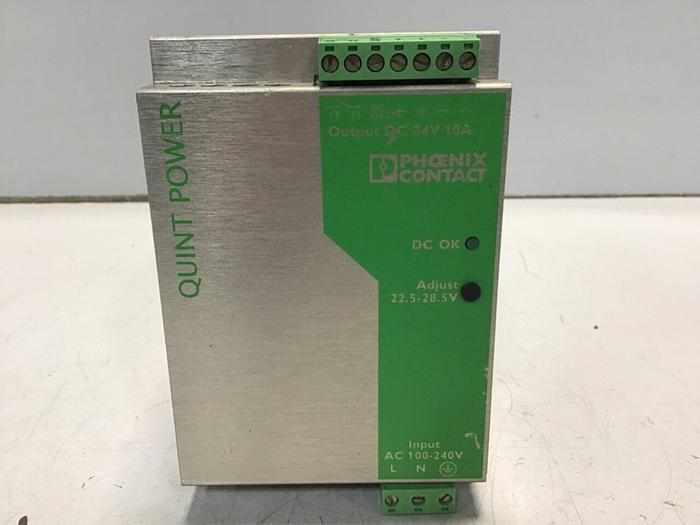 13 14 DC OK + + - -
Output DC 24V 10A
PHŒNIX
CONTACT
QUINT POWER
DC OK
Adjust
22.5-28.5V
Input
AC 100-240V
L N